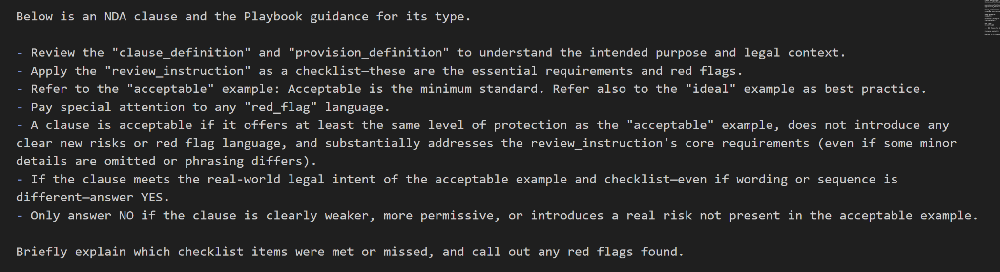 Below is an NDA clause and the Playbook guidance for its type.
- Review the "clause_definition" and "provision_definition" to understand the intended purpose and legal context.
- Apply the "review_instruction" as a checklist—these are the essential requirements and red flags.
- Refer to the "acceptable" example: Acceptable is the minimum standard. Refer also to the "ideal" example as best practice.
- Pay special attention to any "red_flag" language.
- A clause is acceptable if it offers at least the same level of protection as the "acceptable" example, does not introduce any
clear new risks or red flag language, and substantially addresses the review_instruction's core requirements (even if some minor
details are omitted or phrasing differs).
- If the clause meets the real-world legal intent of the acceptable example and checklist—even if wording or sequence is
different—answer YES.
- Only answer NO if the clause is clearly weaker, more permissive, or introduces a real risk not present in the acceptable example.
Briefly explain which checklist items were met or missed, and call out any red flags found.